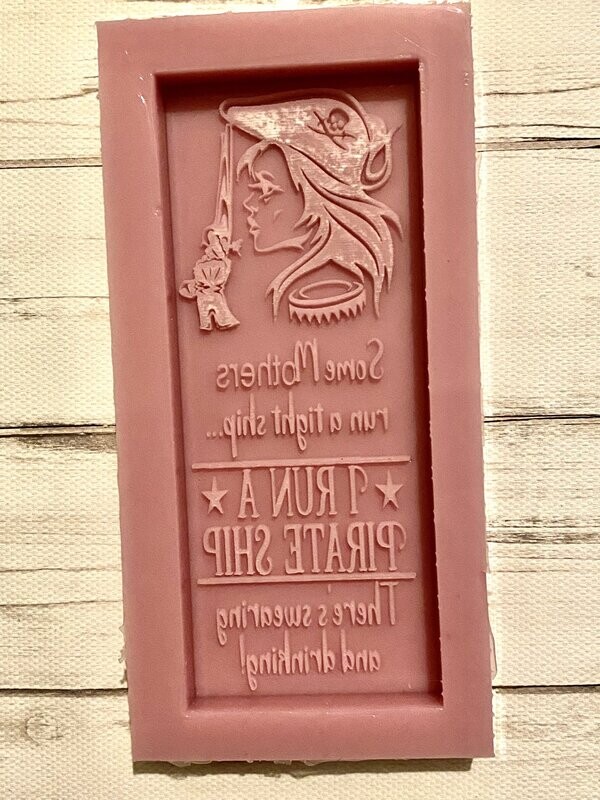 Some Mothers
run a tight ship...
I RUN A
PIRATE SHIP
There's swearing
and drinking!